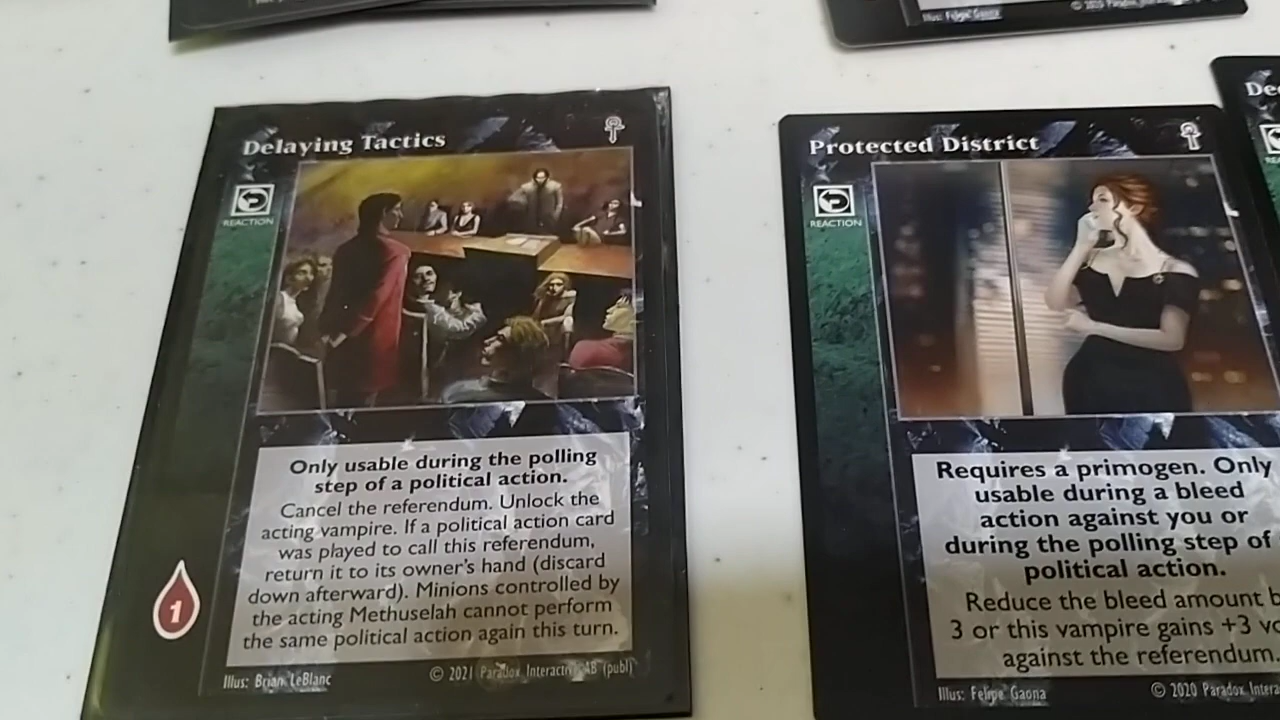 Illus: Felipe Gaona
Delaying Tactics
REACTION
Only usable during the polling
step of a political action.
Cancel the referendum. Unlock the
acting vampire. If a political action card
was played to call this referendum,
return it to its owner's hand (discard
down afterward). Minions controlled by
the acting Methuselah cannot perform
the same political action again this turn.
1
Illus: Brian LeBlanc
© 2021 Paradox Interactive AB (publ)
Protected District
REACTION
Requires a primogen. Only
usable during a bleed
action against you or
during the polling step of
political action.
Reduce the bleed amount
3 or this vampire gains +3
against the referendum.
Illus: Felipe Gaona
© 2020 Paradox